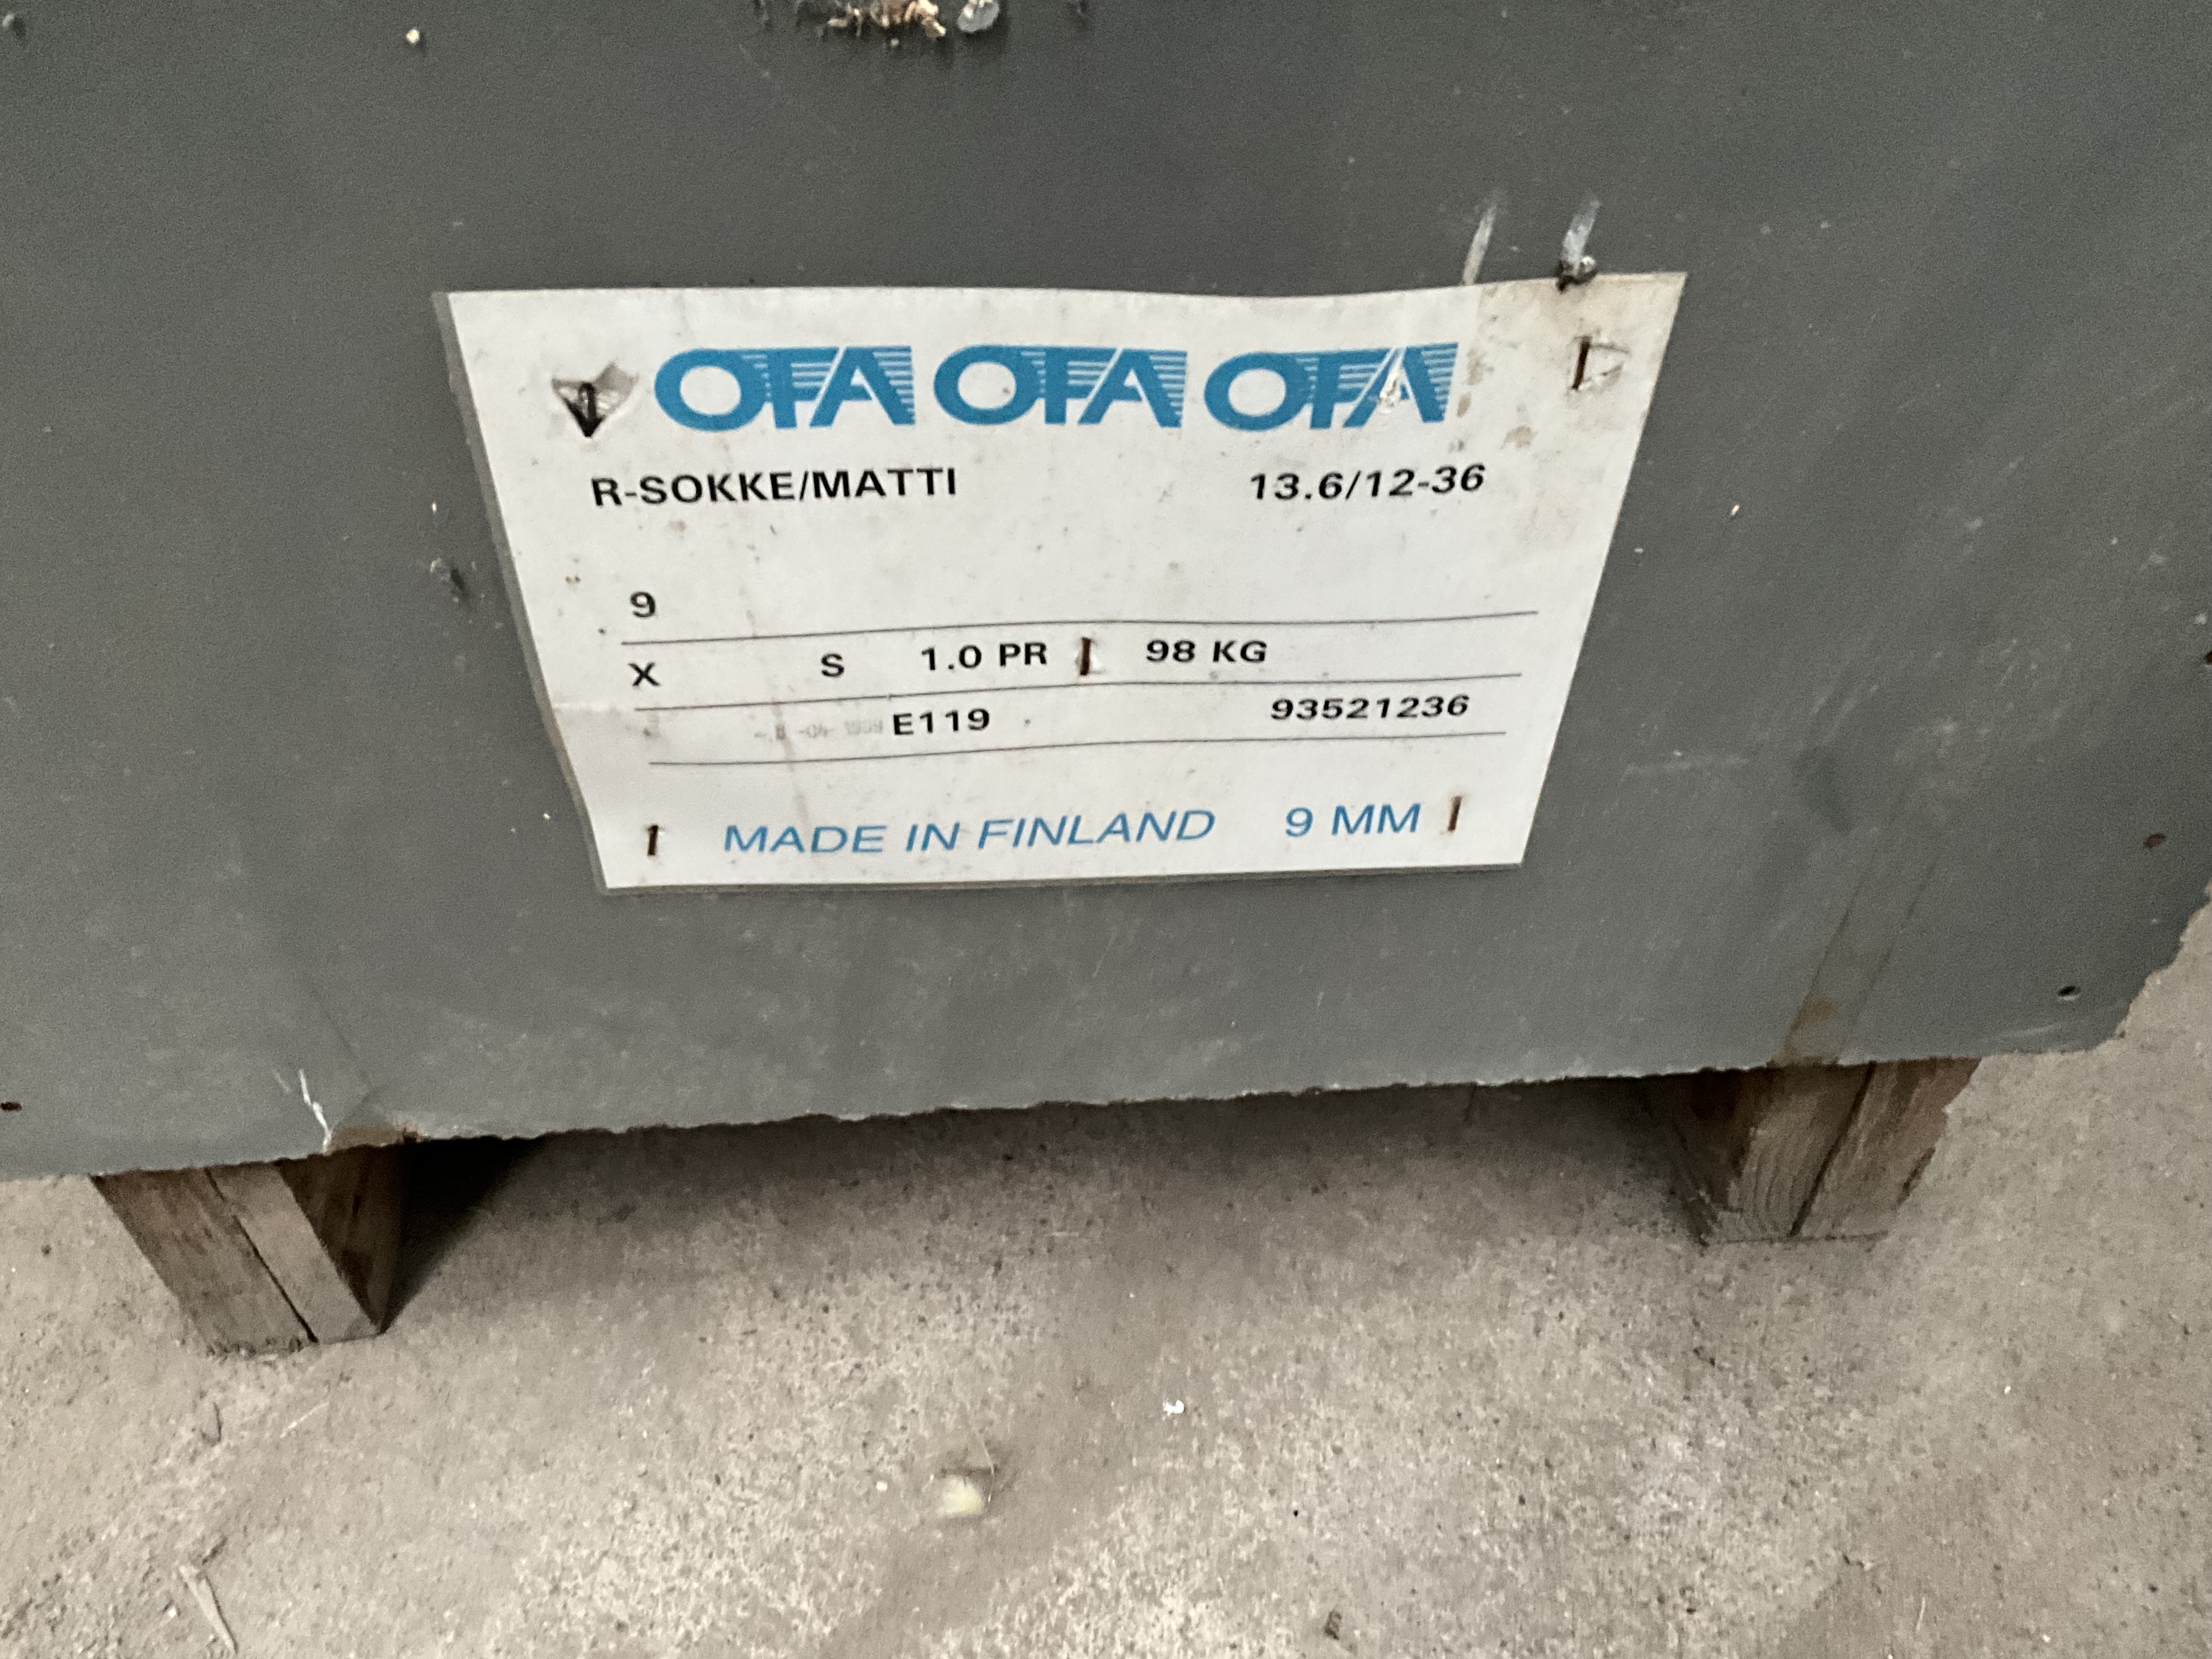 OFA OFA OFA
R-SOKKE/MATTI 13.6/12-36
9
X S 1.0 PR 98 KG
E119 93521236
MADE IN FINLAND 9 MM